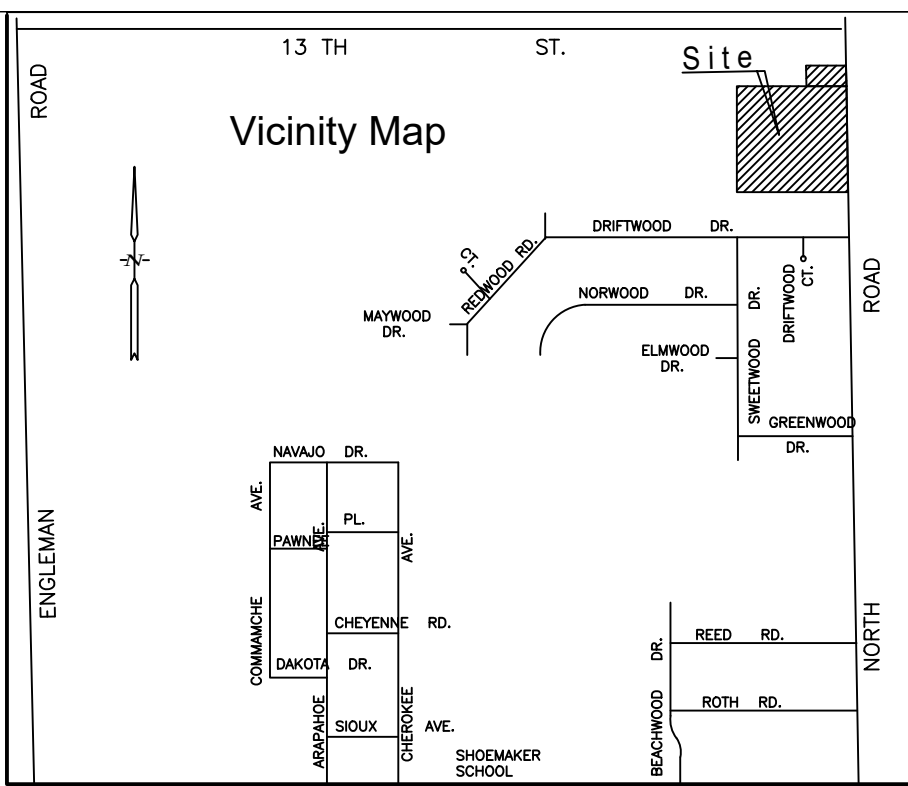 13 TH ST.
Site
ROAD
Vicinity Map
N
DRIFTWOOD DR.
CT.
REDWOOD RD.
MAYWOOD
DR.
NORWOOD DR.
DR.
DRIFTWOOD
CT.
ROAD
ELMWOOD
DR.
SWEETWOOD
GREENWOOD
DR.
NAVAJO DR.
AVE.
AVE.
PL.
AVE.
ENGLEMAN
COMMAMCHE
CHEYENNE RD.
DAKOTA DR.
ARAPAHOE
SIOUX AVE.
CHEROKEE
SHOEMAKER
SCHOOL
DR.
BEACHWOOD
REED RD.
ROTH RD.
NORTH